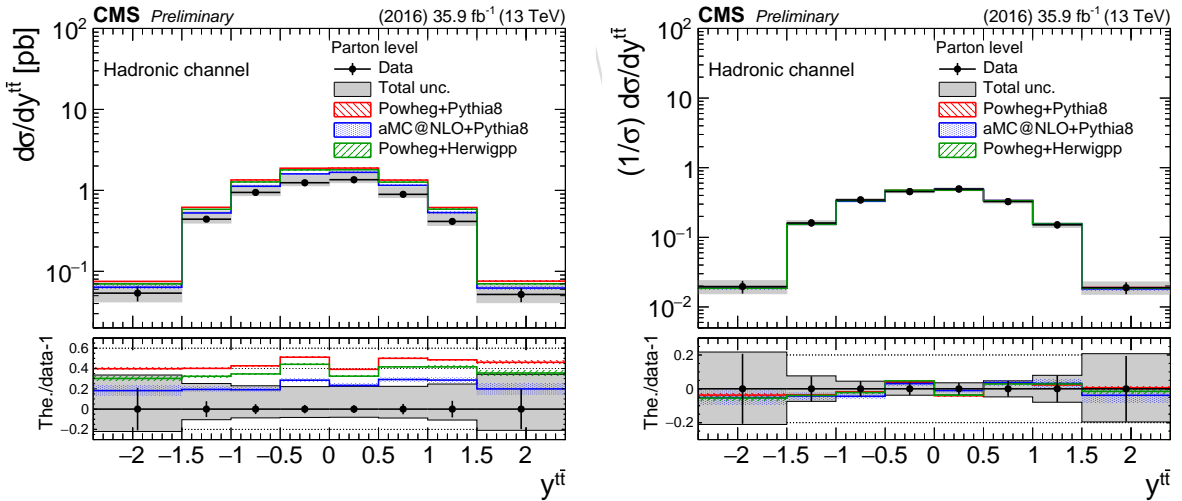 CMS Preliminary (2016) 35.9 fb⁻¹ (13 TeV)
dσ/dy^{tt̄} [pb]
10²
10
1
10⁻¹
Hadronic channel
Parton level
Data
Total unc.
Powheg+Pythia8
aMC@NLO+Pythia8
Powheg+Herwigpp
The./data-1
0.6
0.4
0.2
0
−0.2
−2 −1.5 −1 −0.5 0 0.5 1 1.5 2
y^{tt̄}
CMS Preliminary (2016) 35.9 fb⁻¹ (13 TeV)
(1/σ) dσ/dy^{tt̄}
10²
10
1
10⁻¹
10⁻²
Hadronic channel
Parton level
Data
Total unc.
Powheg+Pythia8
aMC@NLO+Pythia8
Powheg+Herwigpp
The./data-1
0.2
0
−0.2
−2 −1.5 −1 −0.5 0 0.5 1 1.5 2
y^{tt̄}